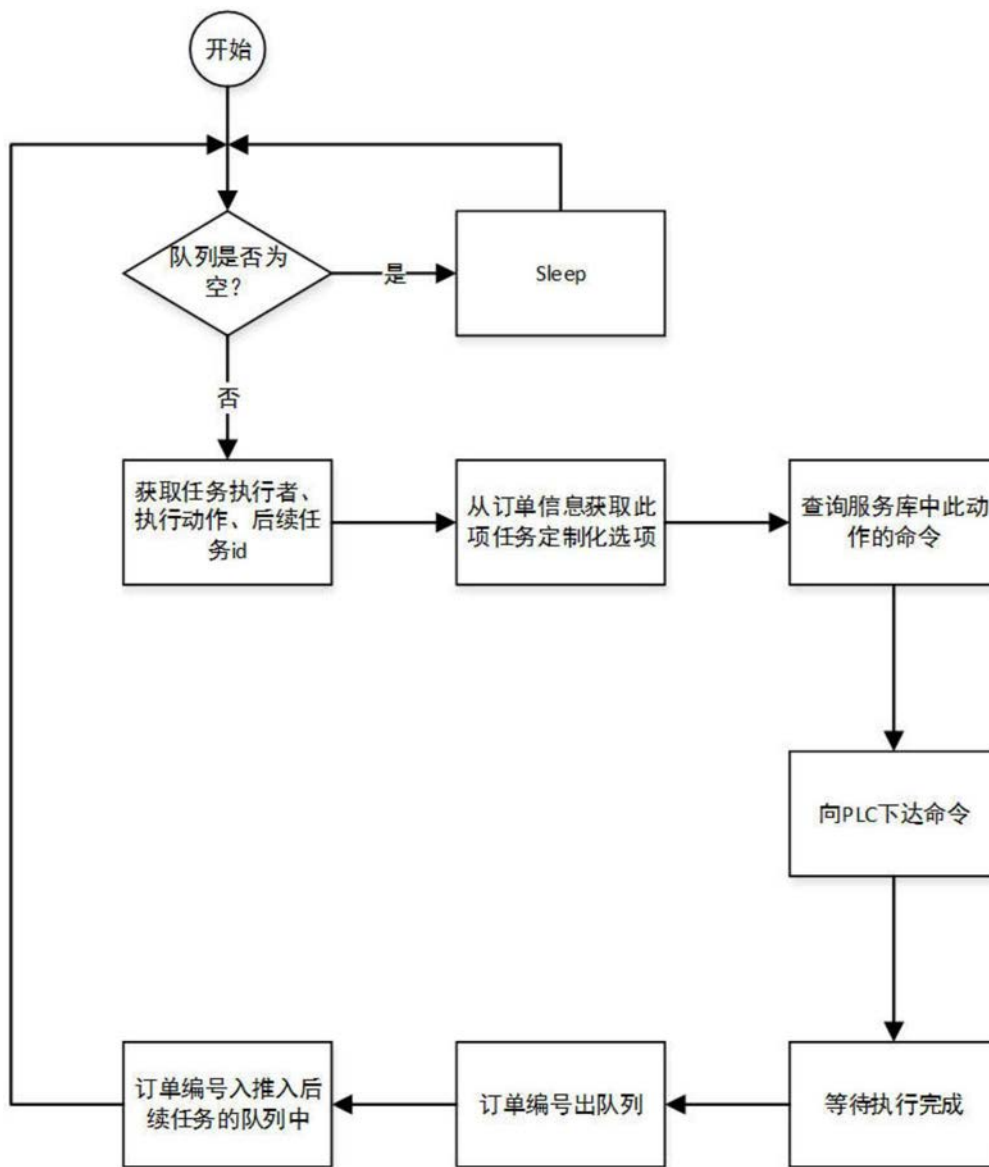 开始
队列是否为
空?
是
Sleep
否
获取任务执行者、
执行动作、后续任
务id
从订单信息获取此
项任务定制化选项
查询服务库中此动
作的命令
向PLC下达命令
等待执行完成
订单编号出队列
订单编号入推入后
续任务的队列中